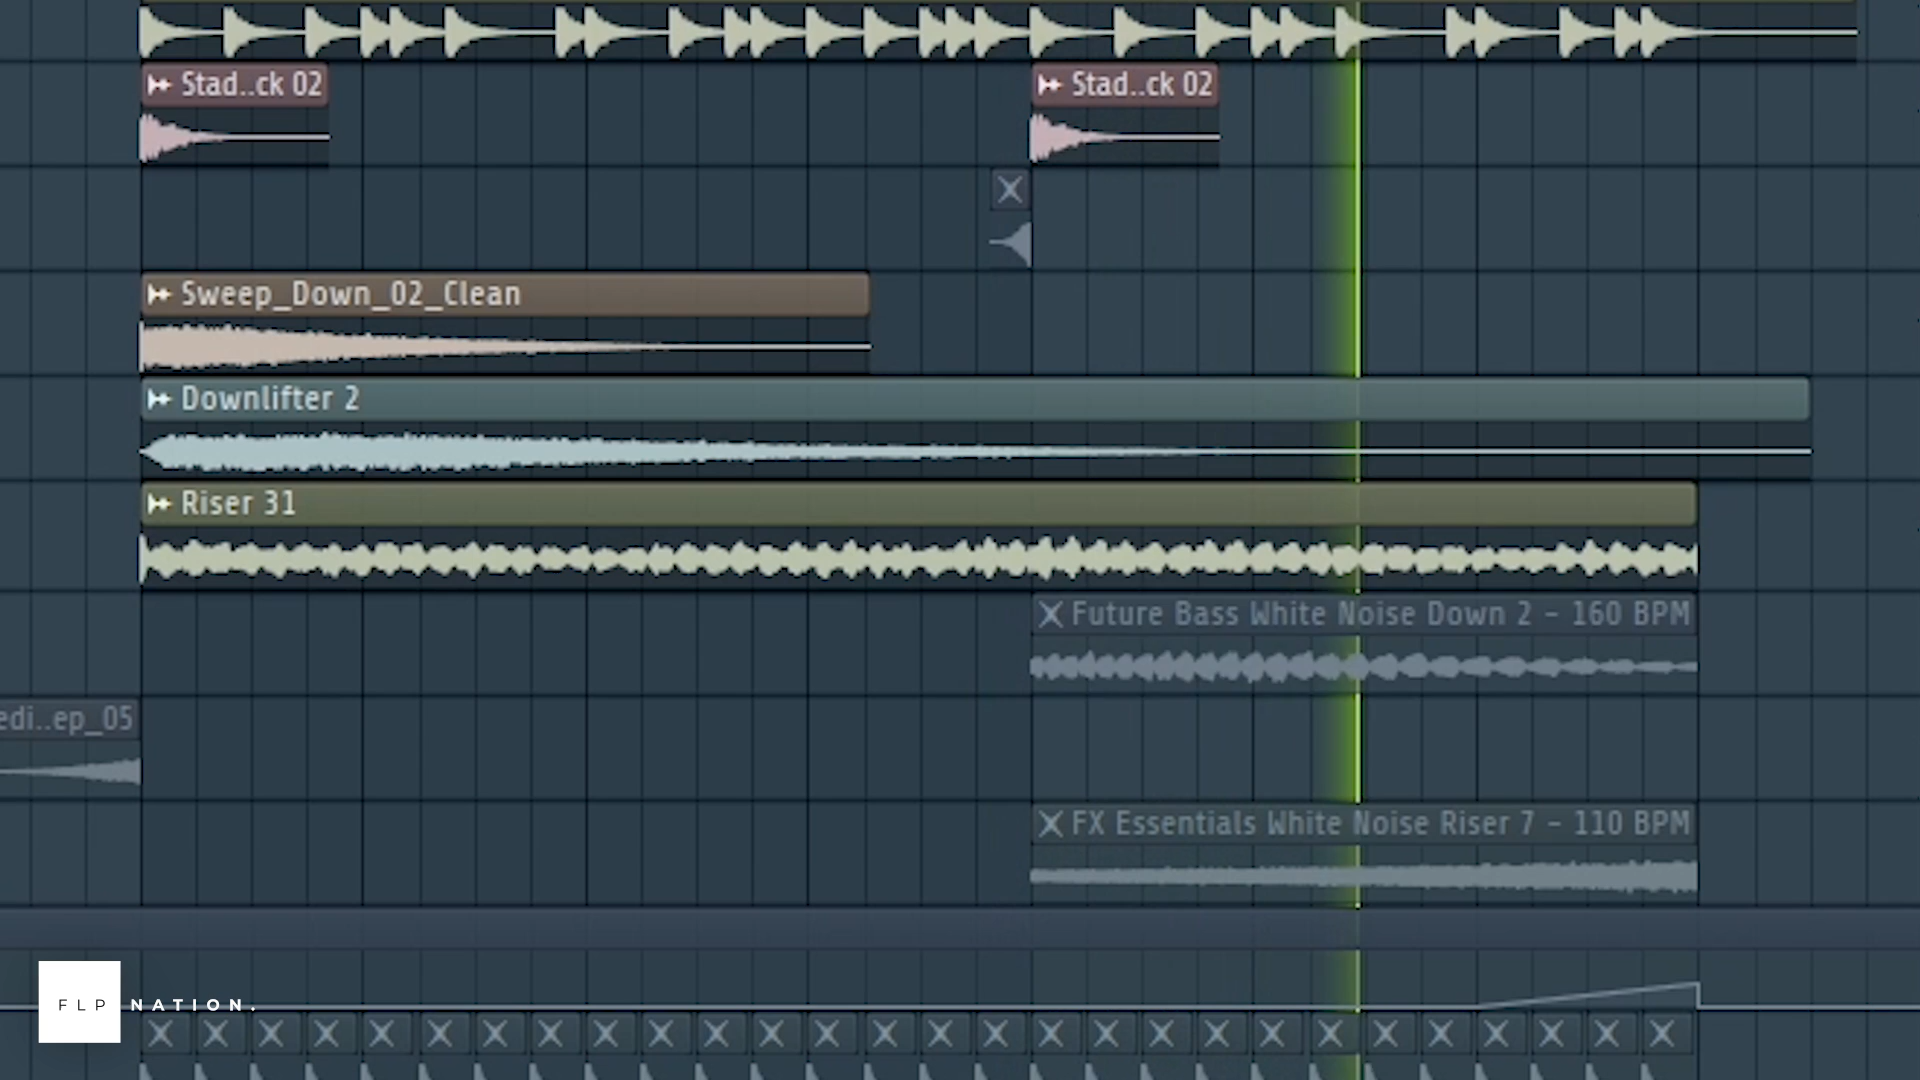 Stad..ck 02
Stad..ck 02
Sweep_Down_02_Clean
Downlifter 2
Riser 31
Future Bass White Noise Down 2 - 160 BPM
edi..ep_05
FX Essentials White Noise Riser 7 - 110 BPM
FLP NATION.